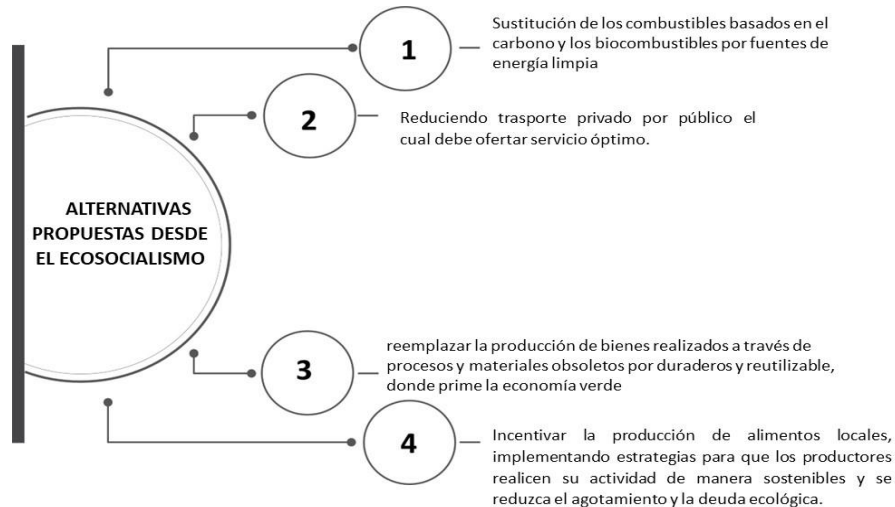 ALTERNATIVAS
PROPUESTAS DESDE
EL ECOSOCIALISMO
1
Sustitución de los combustibles basados en el
carbono y los biocombustibles por fuentes de
energía limpia
2
Reduciendo trasporte privado por público el
cual debe ofertar servicio óptimo.
3
reemplazar la producción de bienes realizados a través de
procesos y materiales obsoletos por duraderos y reutilizable,
donde prime la economía verde
4
Incentivar la producción de alimentos locales,
implementando estrategias para que los productores
realicen su actividad de manera sostenibles y se
reduzca el agotamiento y la deuda ecológica.